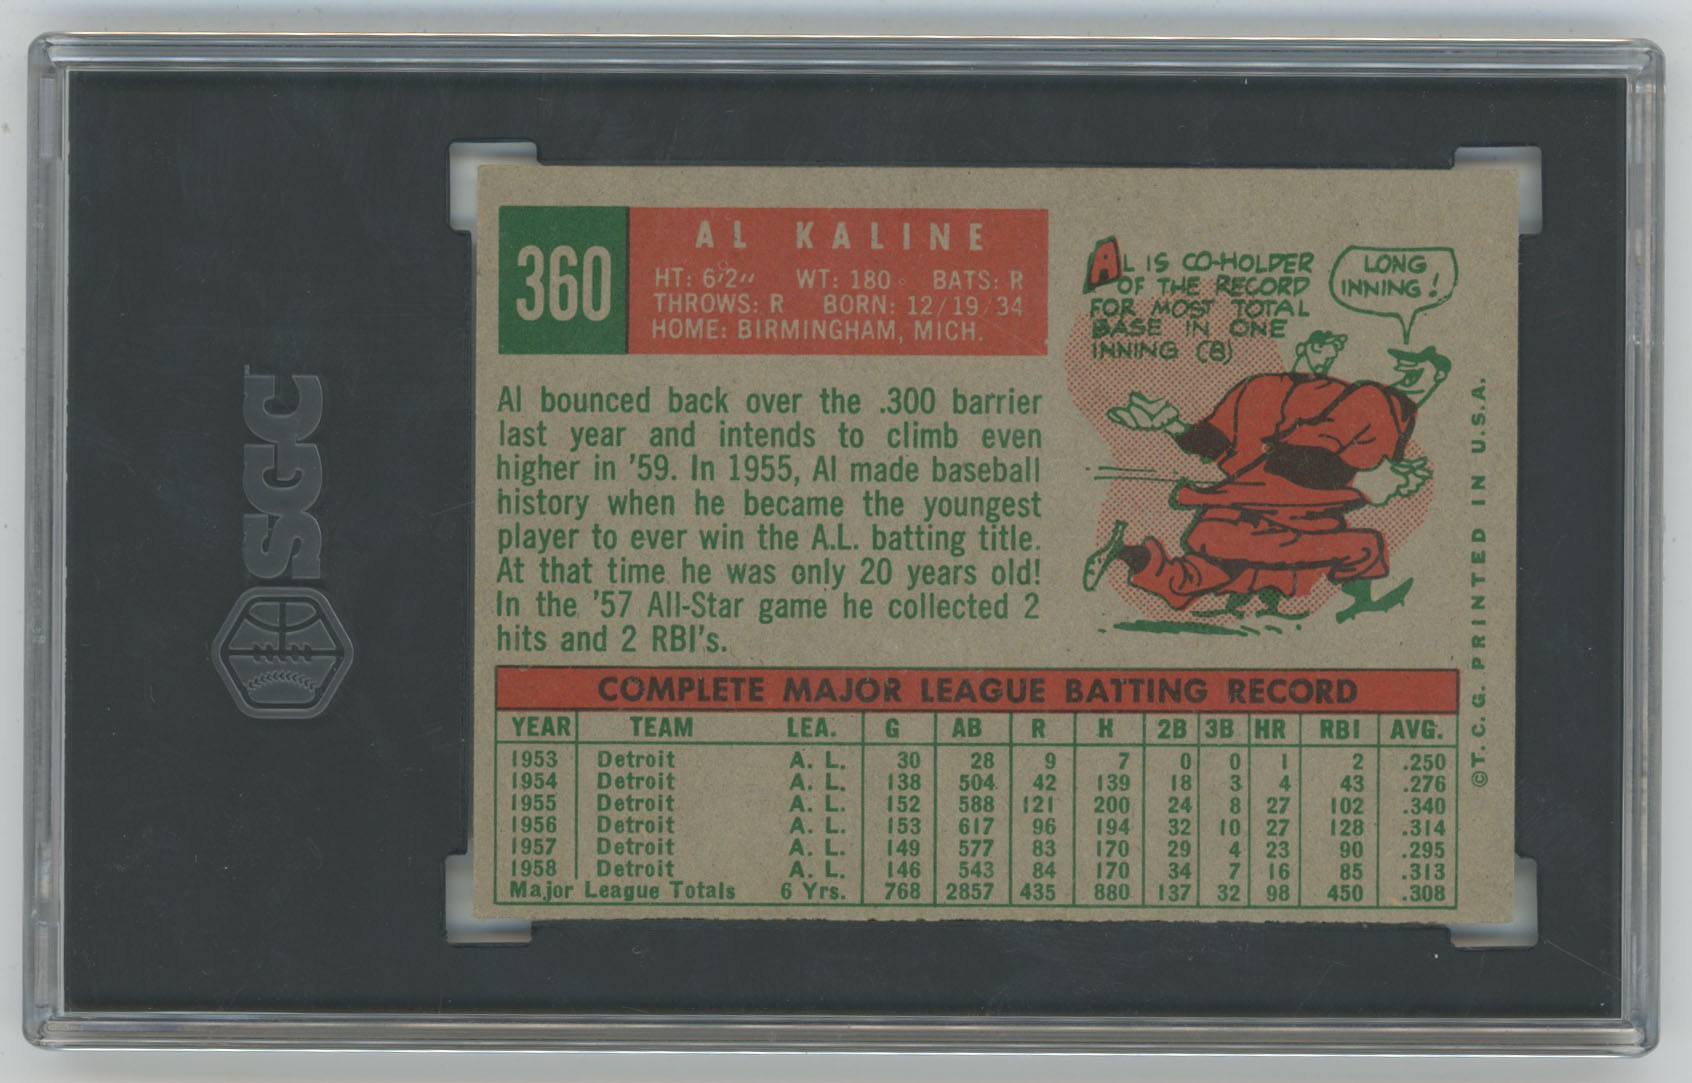 360
AL KALINE
HT: 6'2" WT: 180 BATS: R
THROWS: R BORN: 12/19/34
HOME: BIRMINGHAM, MICH.
AL IS CO-HOLDER
OF THE RECORD
FOR MOST TOTAL
BASE IN ONE
INNING (8)
LONG
INNING!
Al bounced back over the .300 barrier
last year and intends to climb even
higher in '59. In 1955, Al made baseball
history when he became the youngest
player to ever win the A.L. batting title.
At that time he was only 20 years old!
In the '57 All-Star game he collected 2
hits and 2 RBI's.
COMPLETE MAJOR LEAGUE BATTING RECORD
YEAR TEAM LEA. G AB R H 2B 3B HR RBI AVG.
1953 Detroit A. L. 30 28 9 7 0 0 1 2 .250
1954 Detroit A. L. 138 504 42 139 18 3 4 43 .276
1955 Detroit A. L. 152 588 121 200 24 8 27 102 .340
1956 Detroit A. L. 153 617 96 194 32 10 27 128 .314
1957 Detroit A. L. 149 577 83 170 29 4 23 90 .295
1958 Detroit A. L. 146 543 84 170 34 7 16 85 .313
Major League Totals 6 Yrs. 768 2857 435 880 137 32 98 450 .308
©T. C. G. PRINTED IN U.S.A.
SGC